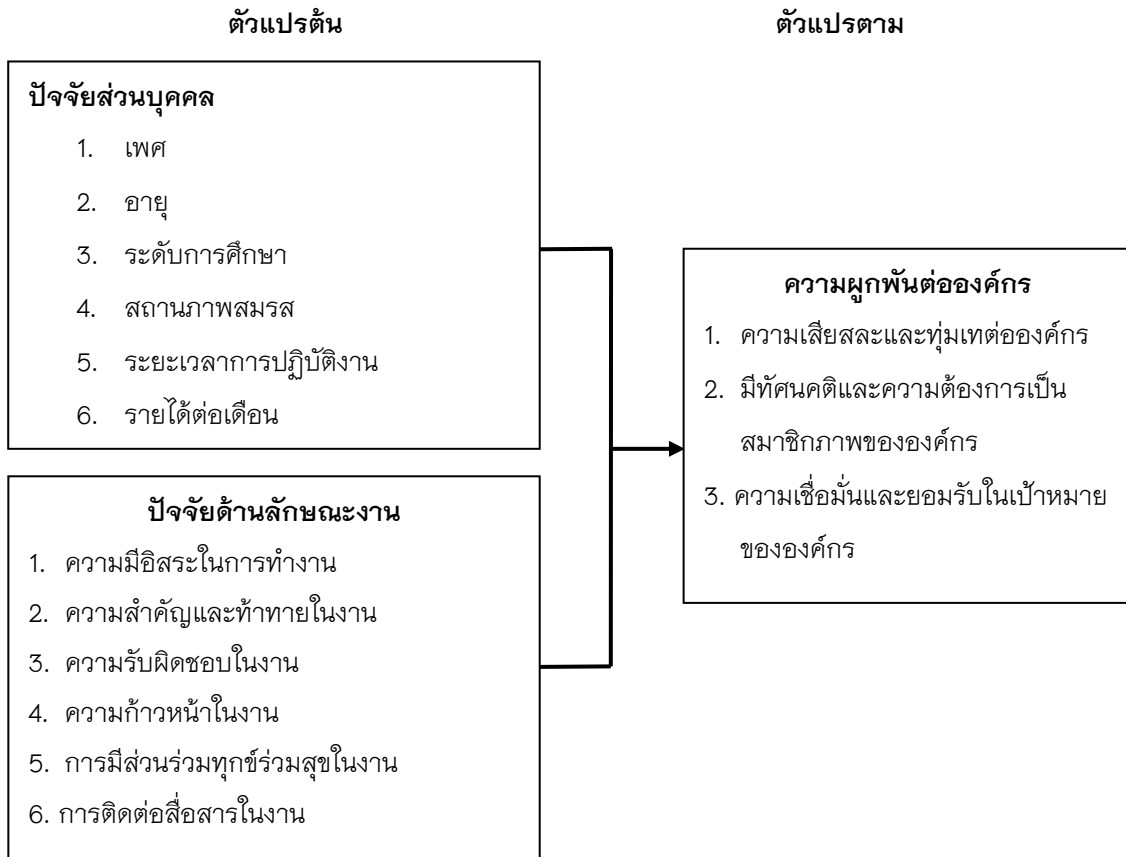 ตัวแปรต้น
ตัวแปรตาม
ปัจจัยส่วนบุคคล
1. เพศ
2. อายุ
3. ระดับการศึกษา
4. สถานภาพสมรส
5. ระยะเวลาการปฏิบัติงาน
6. รายได้ต่อเดือน
ปัจจัยด้านลักษณะงาน
1. ความมีอิสระในการทำงาน
2. ความสำคัญและท้าทายในงาน
3. ความรับผิดชอบในงาน
4. ความก้าวหน้าในงาน
5. การมีส่วนร่วมทุกข์ร่วมสุขในงาน
6. การติดต่อสื่อสารในงาน
ความผูกพันต่อองค์กร
1. ความเสียสละและทุ่มเทต่อองค์กร
2. มีทัศนคติและความต้องการเป็น
สมาชิกภาพขององค์กร
3. ความเชื่อมั่นและยอมรับในเป้าหมาย
ขององค์กร